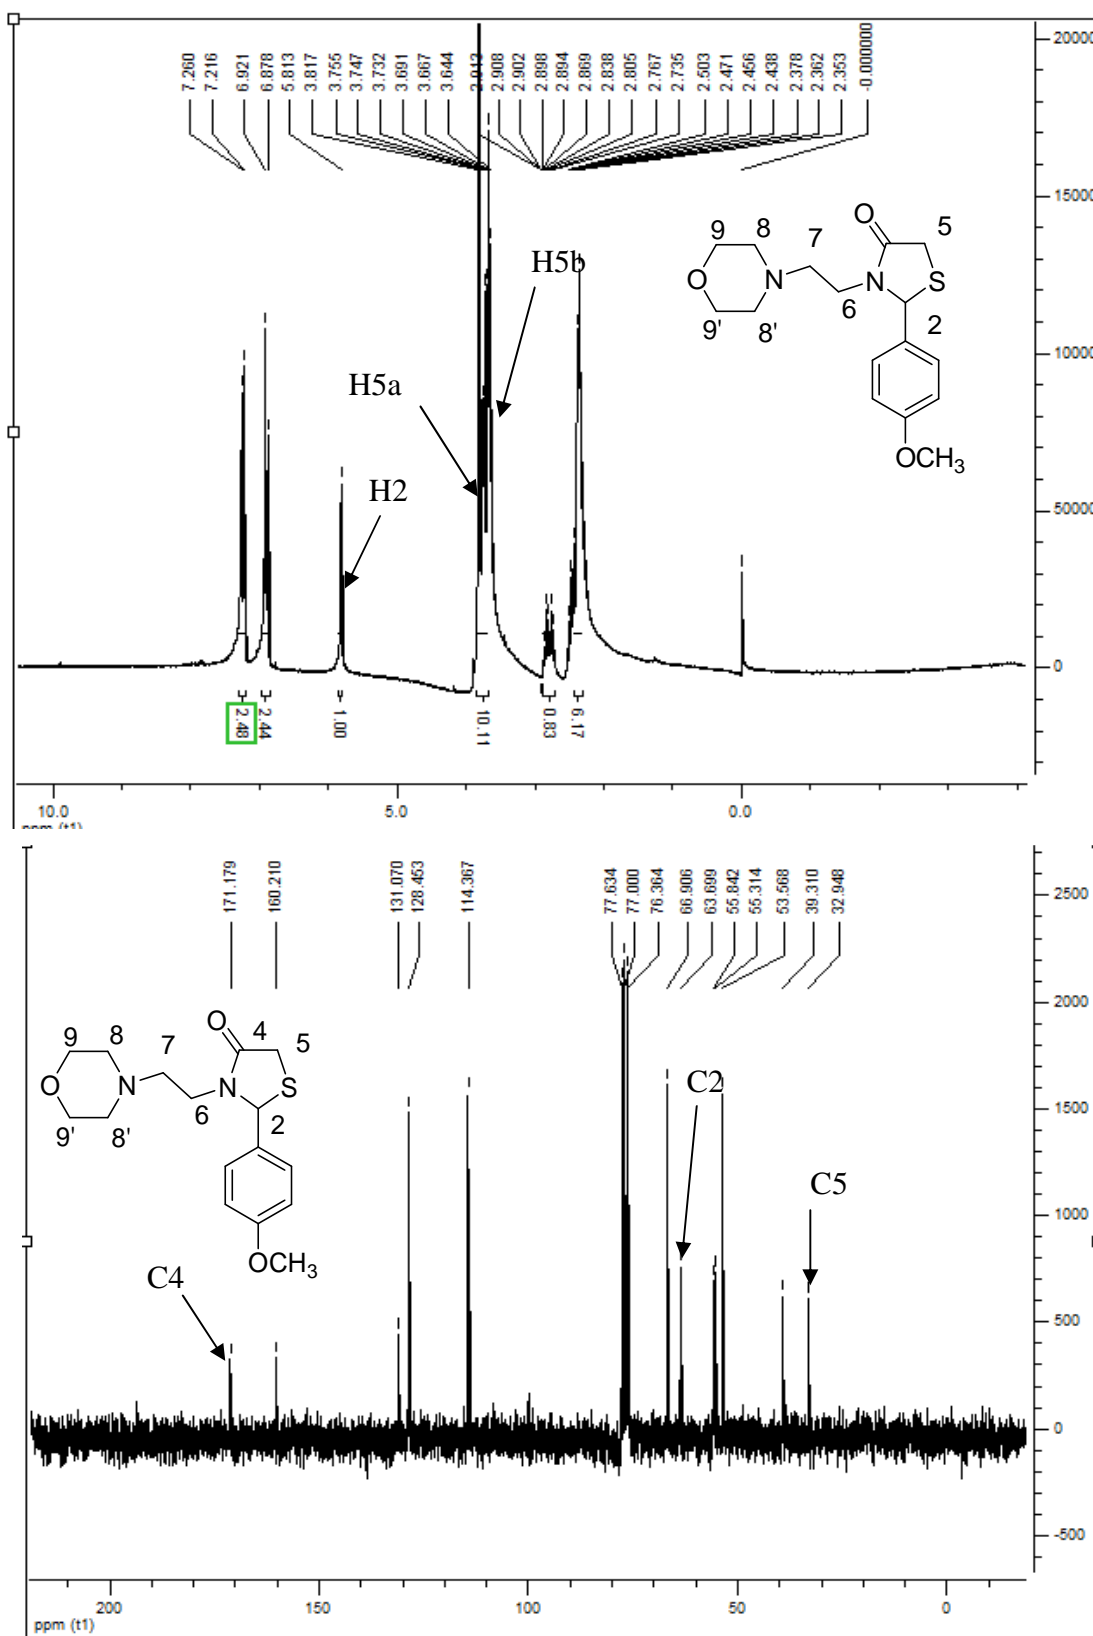 7.260 7.216 6.921 6.878 5.813 3.817 3.755 3.747 3.732 3.691 3.667 3.644 2.908 2.902 2.898 2.894 2.869 2.838 2.805 2.767 2.735 2.503 2.471 2.456 2.438 2.378 2.362 2.353 -0.000000
20000
15000
10000
50000
0
O 5 S N 6 7 8 9 O N 9' 8' 2 OCH3
H5b
H5a
H2
2.48 2.44 1.00 10.11 0.83 6.17
10.0 5.0 0.0
ppm (t1)
171.179 160.210 131.070 128.453 114.367 77.634 77.000 76.364 66.906 63.699 55.842 55.314 53.568 39.310 32.948
2500
2000
1500
1000
500
0
-500
O 4 5 S N 6 7 8 9 O N 9' 8' 2 OCH3
C2
C5
C4
200 150 100 50 0
ppm (t1)